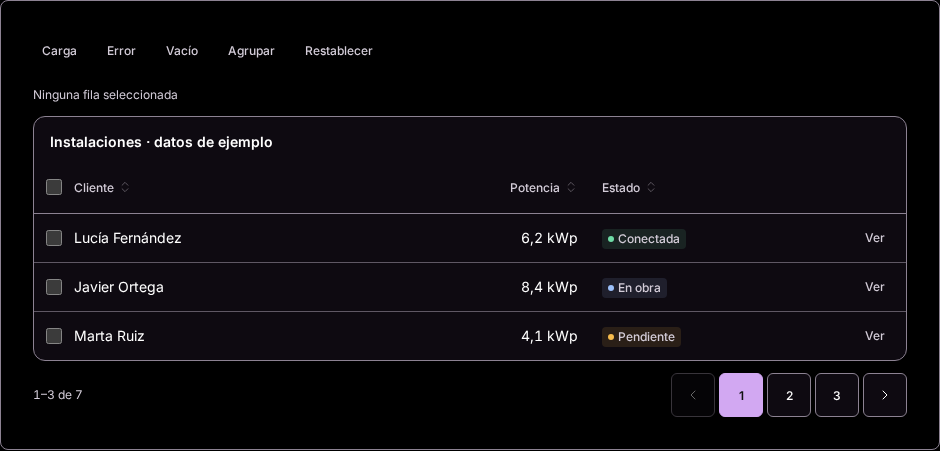 Carga Error Vacío Agrupar Restablecer
Ninguna fila seleccionada
Instalaciones · datos de ejemplo
Cliente Potencia Estado
Lucía Fernández 6,2 kWp Conectada Ver
Javier Ortega 8,4 kWp En obra Ver
Marta Ruiz 4,1 kWp Pendiente Ver
1–3 de 7 1 2 3